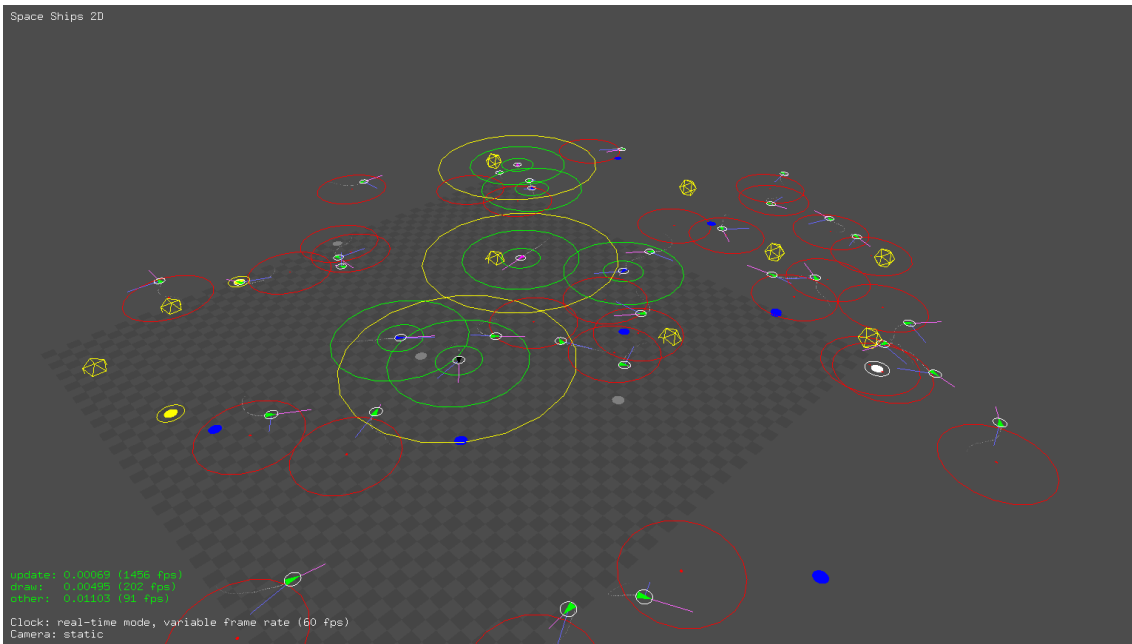 Space Ships 2D
update: 0.00069 (1456 fps)
draw: 0.00495 (202 fps)
other: 0.01103 (91 fps)
Clock: real-time mode, variable frame rate (60 fps)
Camera: static